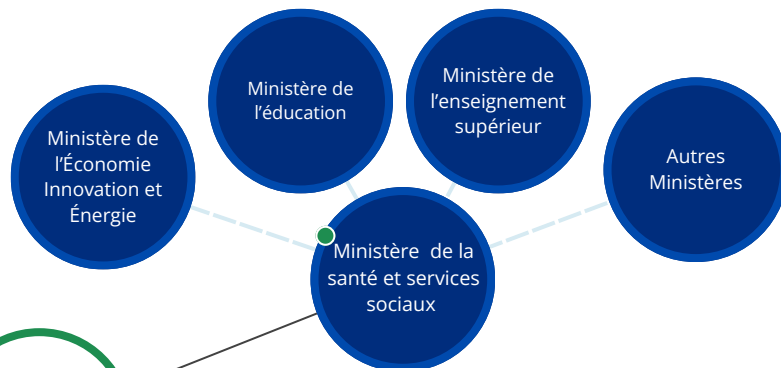 Ministère de
l'Économie
Innovation et
Énergie
Ministère de
l'éducation
Ministère de
l'enseignement
supérieur
Autres
Ministères
Ministère de la
santé et services
sociaux